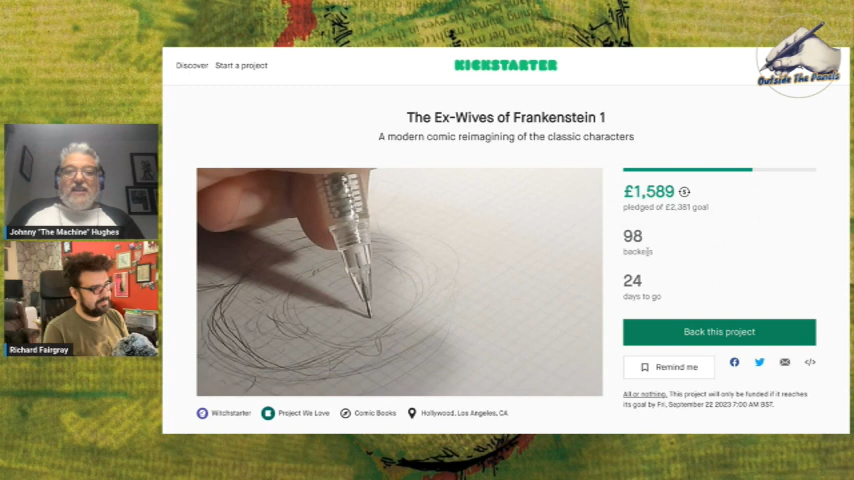 Outside The Panels
Discover Start a project
KICKSTARTER
The Ex-Wives of Frankenstein 1
A modern comic reimagining of the classic characters
£1,589
pledged of £2,381 goal
98
backers
24
days to go
Back this project
Remind me
All or nothing. This project will only be funded if it reaches
its goal by Fri, September 22 2023 7:00 AM BST.
Witchstarter Project We Love Comic Books Hollywood, Los Angeles, CA
Johnny "The Machine" Hughes
Richard Fairgray